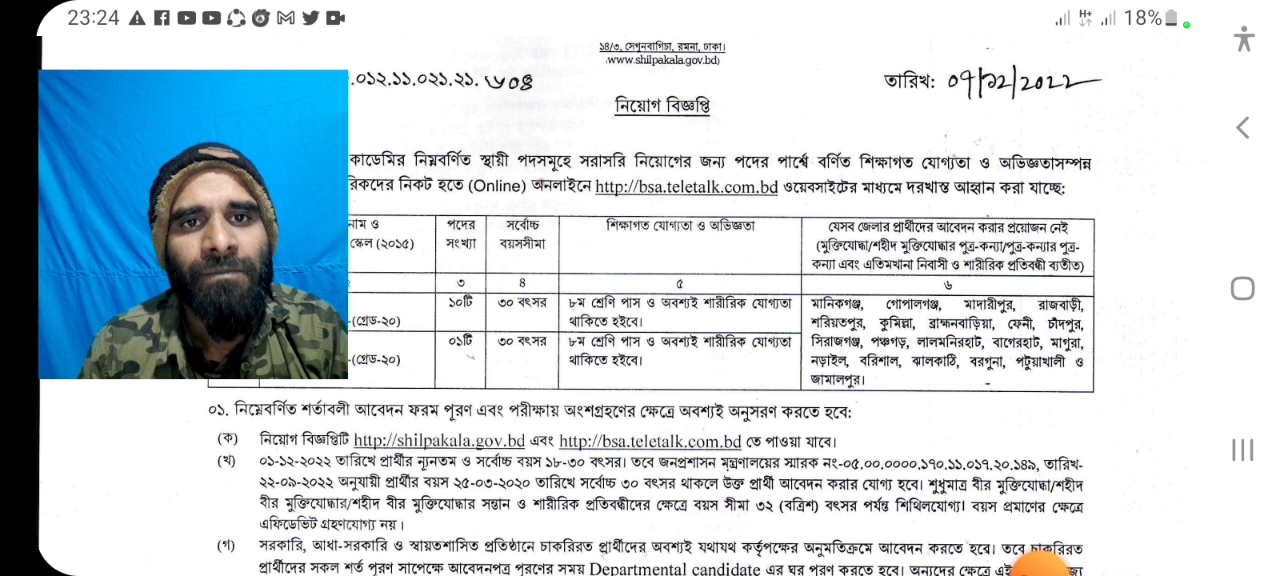 23:24 18%
১৪/৩, সেগুনবাগিচা, রমনা, ঢাকা।
www.shilpakala.gov.bd)
.০১২.১১.০২১.২১. ৬০৪ তারিখ: ০৭/১২/২০২২
নিয়োগ বিজ্ঞপ্তি
কাডেমির নিম্নবর্ণিত স্থায়ী পদসমূহে সরাসরি নিয়োগের জন্য পদের পার্শ্বে বর্ণিত শিক্ষাগত যোগ্যতা ও অভিজ্ঞতাসম্পন্ন
রিকদের নিকট হতে (Online) অনলাইনে http://bsa.teletalk.com.bd ওয়েবসাইটের মাধ্যমে দরখাস্ত আহ্বান করা যাচ্ছে:
নাম ও
স্কেল (২০১৫)
পদের
সংখ্যা
সর্বোচ্চ
বয়সসীমা
শিক্ষাগত যোগ্যতা ও অভিজ্ঞতা
যেসব জেলার প্রার্থীদের আবেদন করার প্রয়োজন নেই
(মুক্তিযোদ্ধা/শহীদ মুক্তিযোদ্ধার পুত্র-কন্যা/পুত্র-কন্যার পুত্র-
কন্যা এবং এতিমখানা নিবাসী ও শারীরিক প্রতিবন্ধী ব্যতীত)
৩ ৪ ৫ ৬
-(গ্রেড-২০)
১০টি
৩০ বৎসর
৮ম শ্রেণি পাস ও অবশ্যই শারীরিক যোগ্যতা
থাকিতে হইবে।
-(গ্রেড-২০)
০১টি
৩০ বৎসর
৮ম শ্রেণি পাস ও অবশ্যই শারীরিক যোগ্যতা
থাকিতে হইবে।
মানিকগঞ্জ, গোপালগঞ্জ, মাদারীপুর, রাজবাড়ী,
শরিয়তপুর, কুমিল্লা, ব্রাহ্মনবাড়িয়া, ফেনী, চাঁদপুর,
সিরাজগঞ্জ, পঞ্চগড়, লালমনিরহাট, বাগেরহাট, মাগুরা,
নড়াইল, বরিশাল, ঝালকাঠি, বরগুনা, পটুয়াখালী ও
জামালপুর।
০১. নিম্নেবর্ণিত শর্তাবলী আবেদন ফরম পূরণ এবং পরীক্ষায় অংশগ্রহণের ক্ষেত্রে অবশ্যই অনুসরণ করতে হবে:
(ক) নিয়োগ বিজ্ঞপ্তিটি http://shilpakala.gov.bd এবং http://bsa.teletalk.com.bd তে পাওয়া যাবে।
(খ) ০১-১২-২০২২ তারিখে প্রার্থীর ন্যূনতম ও সর্বোচ্চ বয়স ১৮-৩০ বৎসর। তবে জনপ্রশাসন মন্ত্রণালয়ের স্মারক নং-০৫.০০.০০০০.১৭০.১১.০১৭.২০.১৪৯, তারিখ-
২২-০৯-২০২২ অনুযায়ী প্রার্থীর বয়স ২৫-০৩-২০২০ তারিখে সর্বোচ্চ ৩০ বৎসর থাকলে উক্ত প্রার্থী আবেদন করার যোগ্য হবে। শুধুমাত্র বীর মুক্তিযোদ্ধা/শহীদ
বীর মুক্তিযোদ্ধার/শহীদ বীর মুক্তিযোদ্ধার সন্তান ও শারীরিক প্রতিবন্ধীদের ক্ষেত্রে বয়স সীমা ৩২ (বত্রিশ) বৎসর পর্যন্ত শিথিলযোগ্য। বয়স প্রমাণের ক্ষেত্রে
এফিডেভিট গ্রহণযোগ্য নয়।
(গ) সরকারি, আধা-সরকারি ও স্বায়তশাসিত প্রতিষ্ঠানে চাকরিরত প্রার্থীদের অবশ্যই যথাযথ কর্তৃপক্ষের অনুমতিক্রমে আবেদন করতে হবে। তবে চাকরিরত
প্রার্থীদের সকল শর্ত পূরণ সাপেক্ষে আবেদনপত্র পূরণের সময় Departmental candidate এর ঘর পূরণ করতে হবে। অন্যদের ক্ষেত্রে